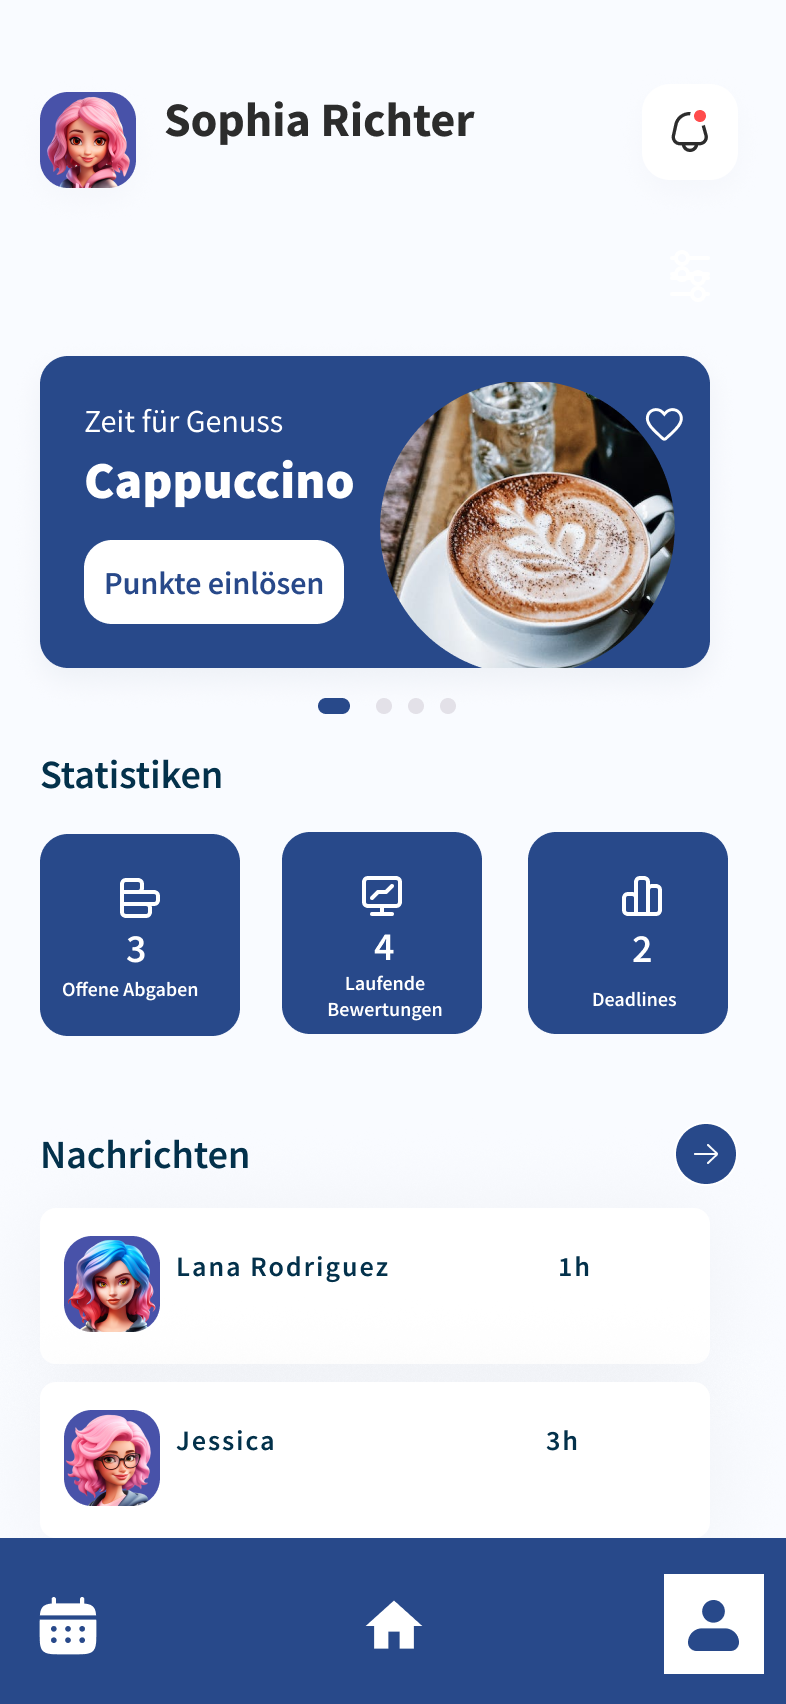 Sophia Richter
Zeit für Genuss
Cappuccino
Punkte einlösen
Statistiken
3
Offene Abgaben
4
Laufende
Bewertungen
2
Deadlines
Nachrichten
Lana Rodriguez 1h
Jessica 3h